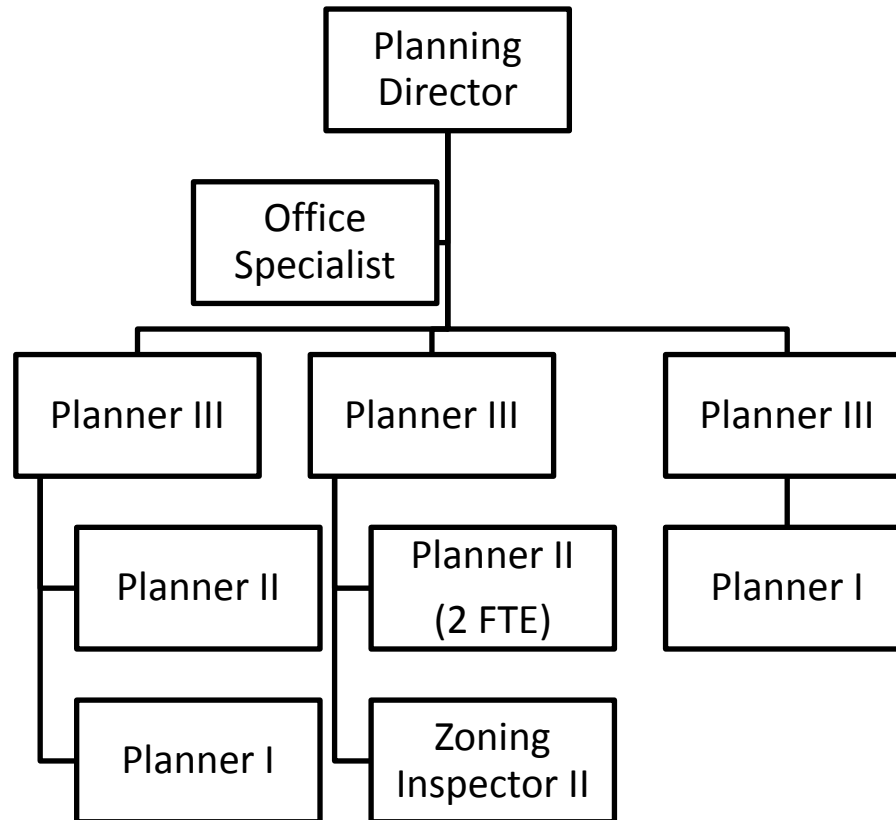 Planning
Director
Office
Specialist
Planner III
Planner III
Planner III
Planner II
Planner II
(2 FTE)
Planner I
Planner I
Zoning
Inspector II